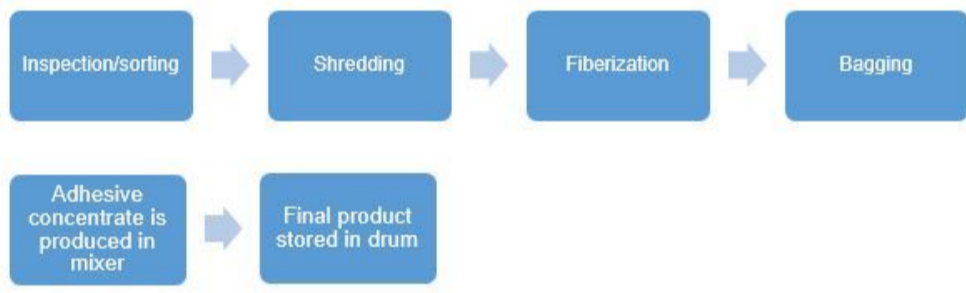 Inspection/sorting
Shredding
Fiberization
Bagging
Adhesive
concentrate is
produced in
mixer
Final product
stored in drum